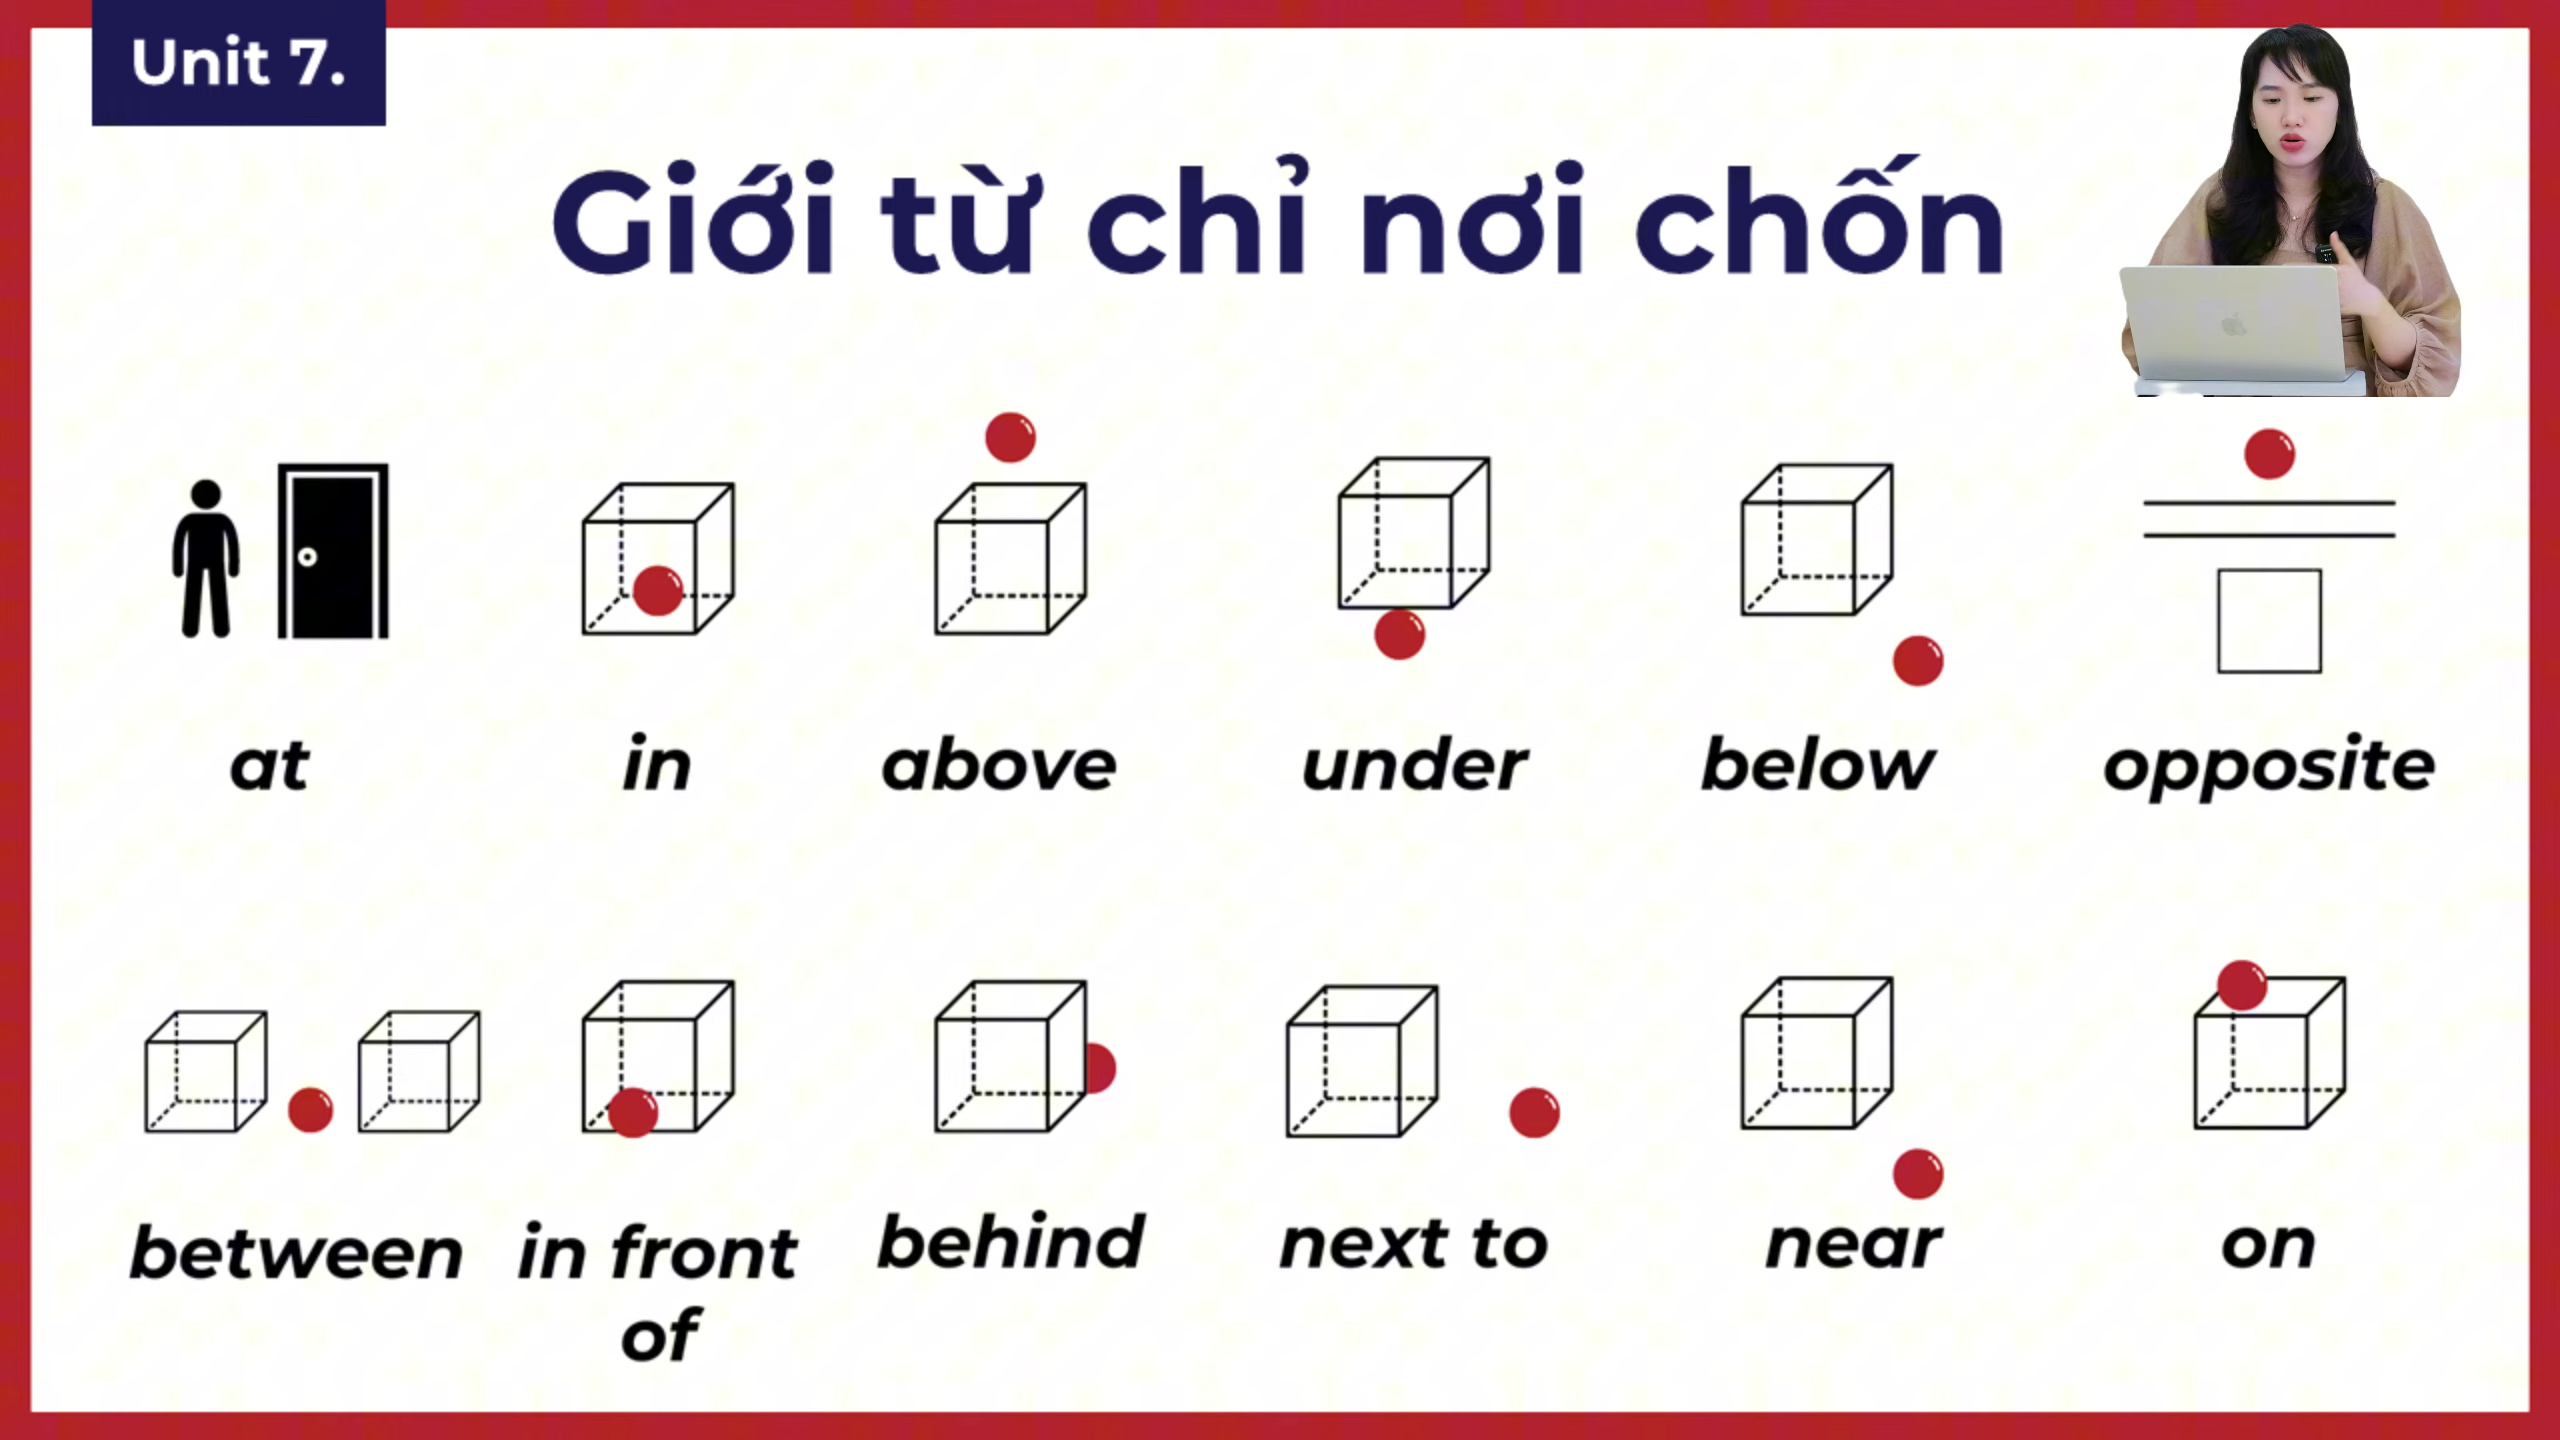 Unit 7.
Giới từ chỉ nơi chốn
at
in
above
under
below
opposite
between
in front
of
behind
next to
near
on